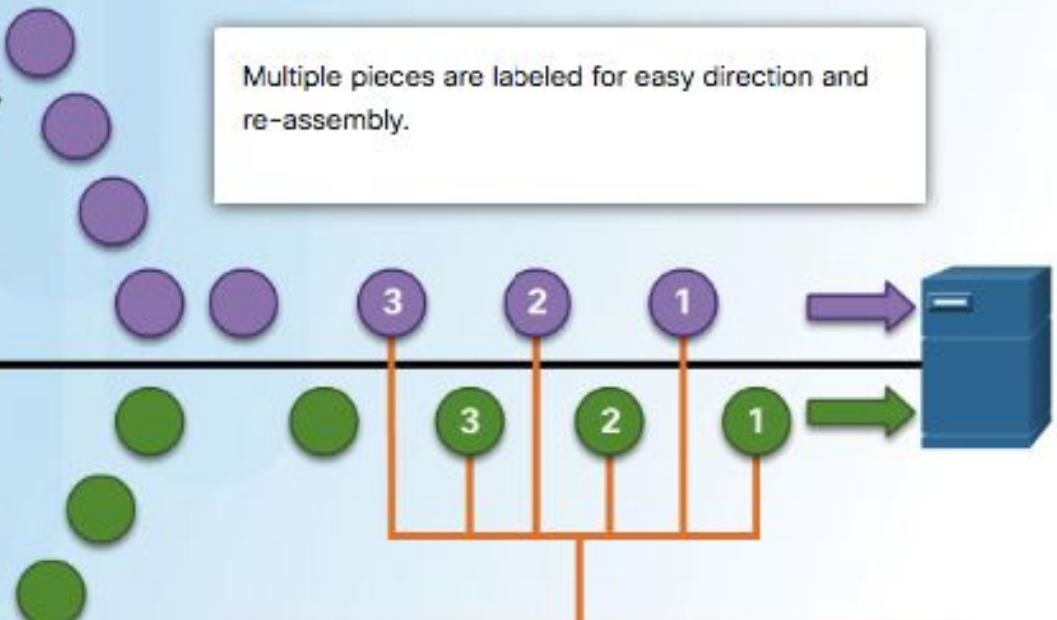 Multiple pieces are labeled for easy direction and
re-assembly.
3 2 1
3 2 1